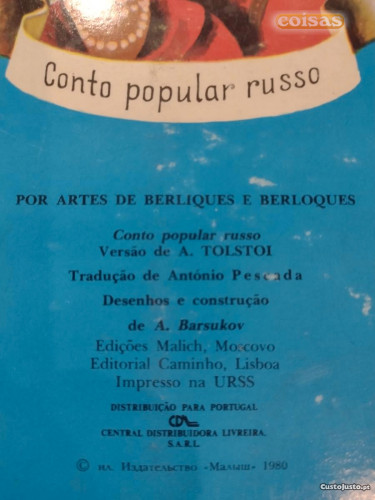 coisas
Conto popular russo
POR ARTES DE BERLIQUES E BERLOQUES
Conto popular russo
Versão de A. TOLSTOI
Tradução de António Pescada
Desenhos e construção
de A. Barsukov
Edições Malich, Moscovo
Editorial Caminho, Lisboa
Impresso na URSS
DISTRIBUIÇÃO PARA PORTUGAL
CDL
CENTRAL DISTRIBUIDORA LIVREIRA,
S.A.R.L.
© ил. Издательство «Малыш» 1980
CustoJusto.pt